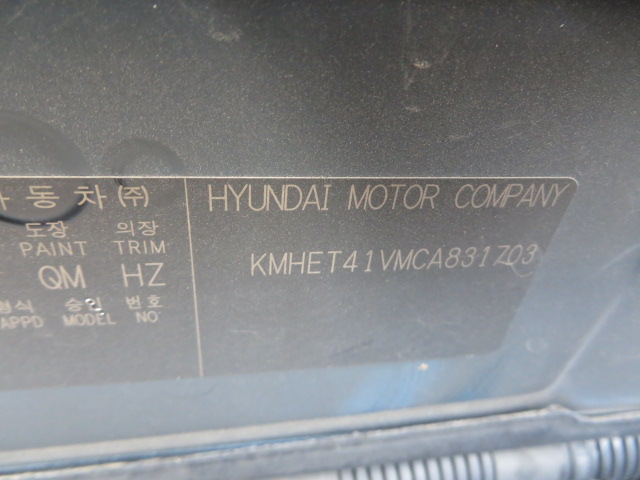 동차 (주)
HYUNDAI MOTOR COMPANY
도장 의장
PAINT TRIM
KMHET41VMCA831703
QM HZ
형식 승인 번호
APPD MODEL NO